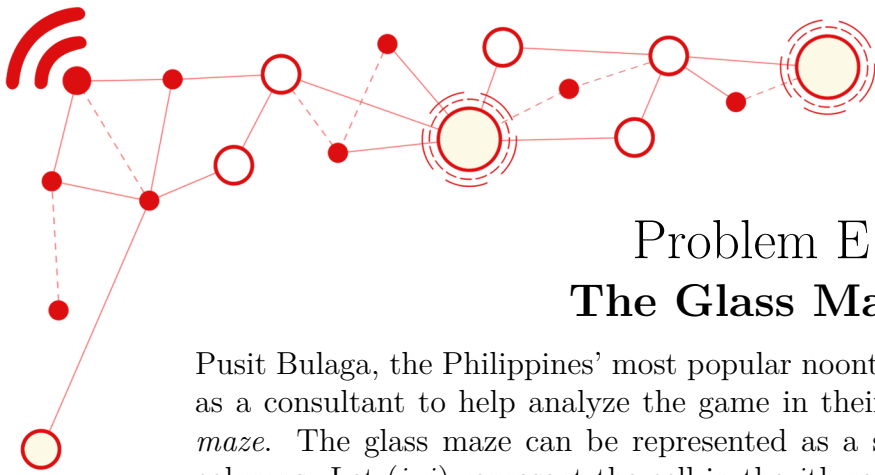 Problem E
The Glass Ma
Pusit Bulaga, the Philippines' most popular noont
as a consultant to help analyze the game in their
maze. The glass maze can be represented as a s